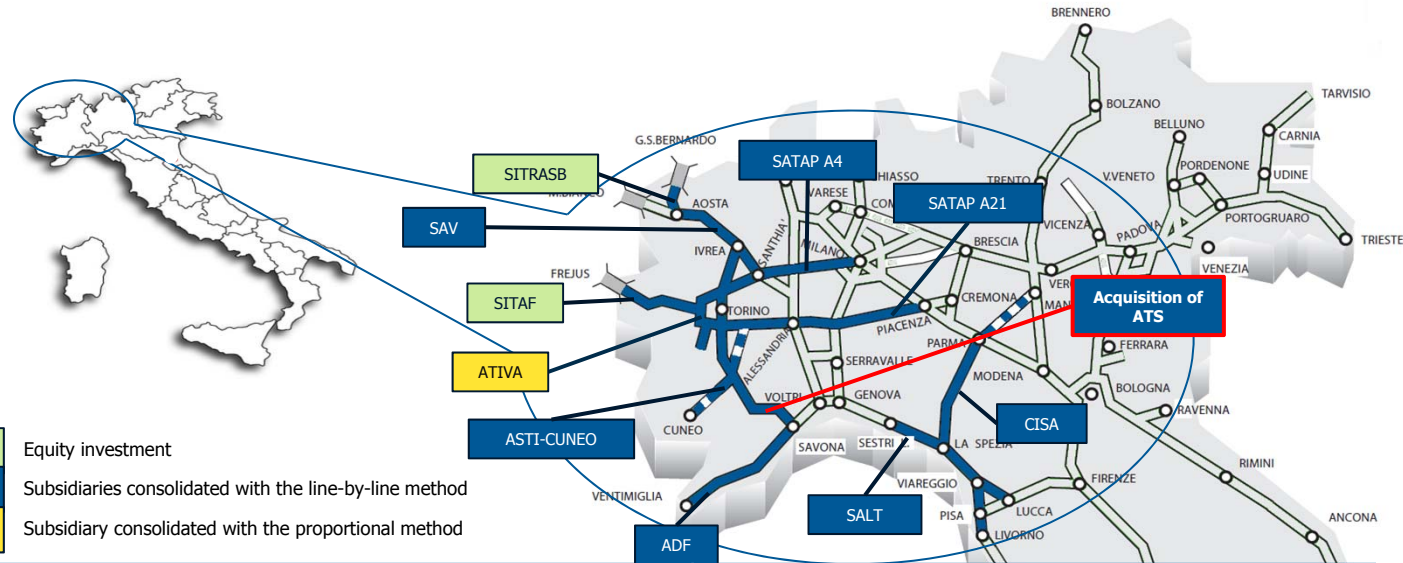 BRENNERO
TARVISIO
BOLZANO
BELLUNO
CARNIA
G.S.BERNARDO
SATAP A4
PORDENONE
UDINE
SITRASB
HIASSO
TRENTO
V.VENETO
VARESE
AOSTA
SATAP A21
PORTOGRUARO
SAV
VICENZA
PADOVA
TRIESTE
IVREA
SANTHIA'
MILANO
BRESCIA
VENEZIA
FREJUS
SITAF
TORINO
CREMONA
Acquisition of
ATS
PIACENZA
ALESSANDRIA
PARMA
FERRARA
SERRAVALLE
ATIVA
MODENA
BOLOGNA
VOLTRI
GENOVA
RAVENNA
CUNEO
ASTI-CUNEO
CISA
SAVONA
SESTRI L.
LA SPEZIA
Equity investment
RIMINI
Subsidiaries consolidated with the line-by-line method
VIAREGGIO
FIRENZE
VENTIMIGLIA
SALT
PISA
LUCCA
ANCONA
Subsidiary consolidated with the proportional method
LIVORNO
ADF